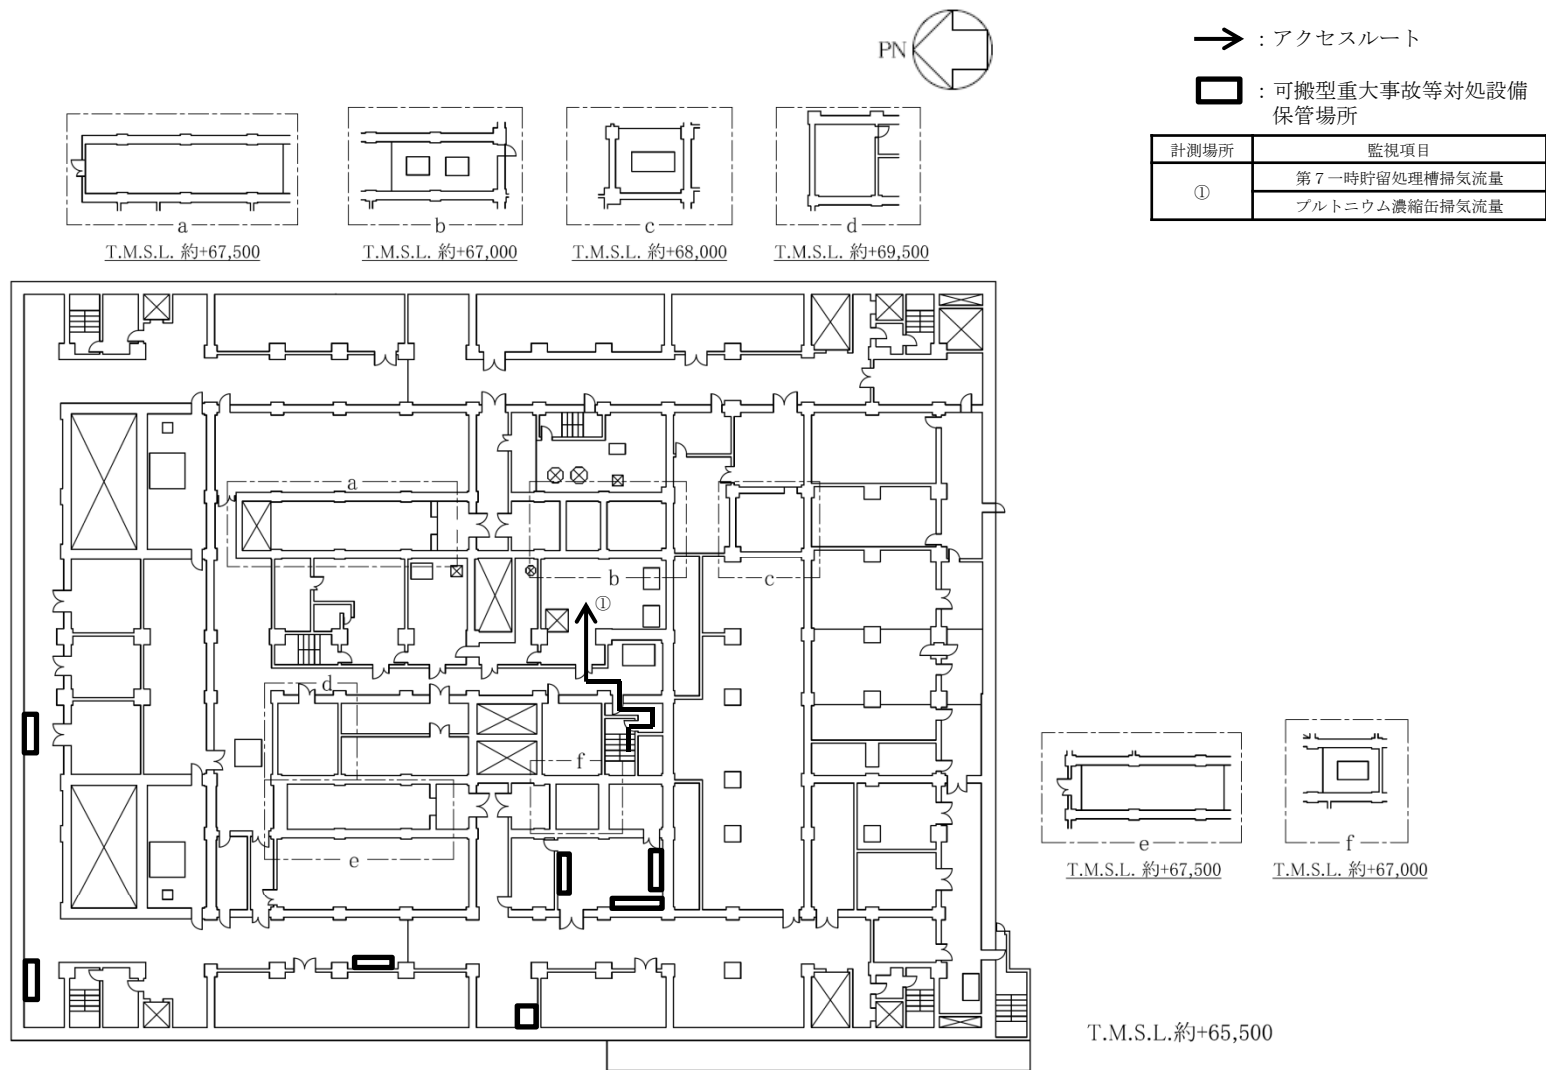 PN
：アクセスルート
：可搬型重大事故等対処設備
保管場所
計測場所 監視項目
① 第７一時貯留処理槽掃気流量
プルトニウム濃縮缶掃気流量
a
T.M.S.L. 約+67,500
b
T.M.S.L. 約+67,000
c
T.M.S.L. 約+68,000
d
T.M.S.L. 約+69,500
a
b
c
①
d
f
e
e
T.M.S.L. 約+67,500
f
T.M.S.L. 約+67,000
T.M.S.L.約+65,500